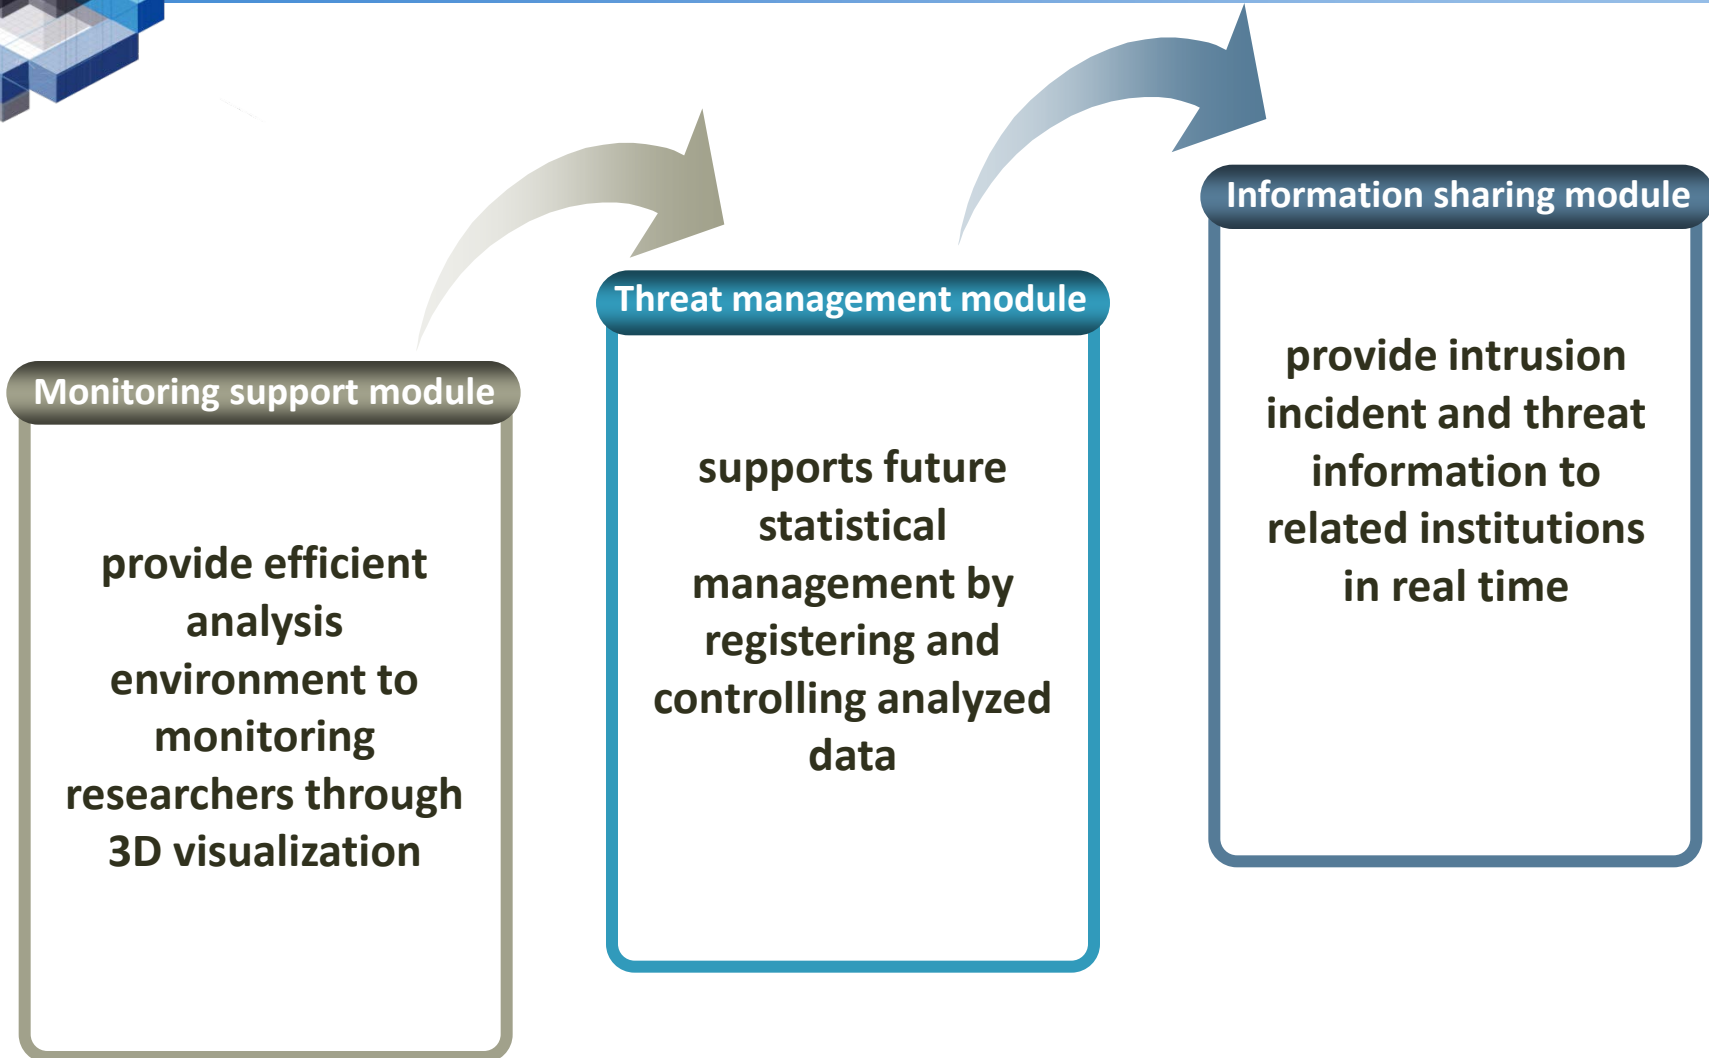 Monitoring support module
provide efficient
analysis
environment to
monitoring
researchers through
3D visualization
Threat management module
supports future
statistical
management by
registering and
controlling analyzed
data
Information sharing module
provide intrusion
incident and threat
information to
related institutions
in real time